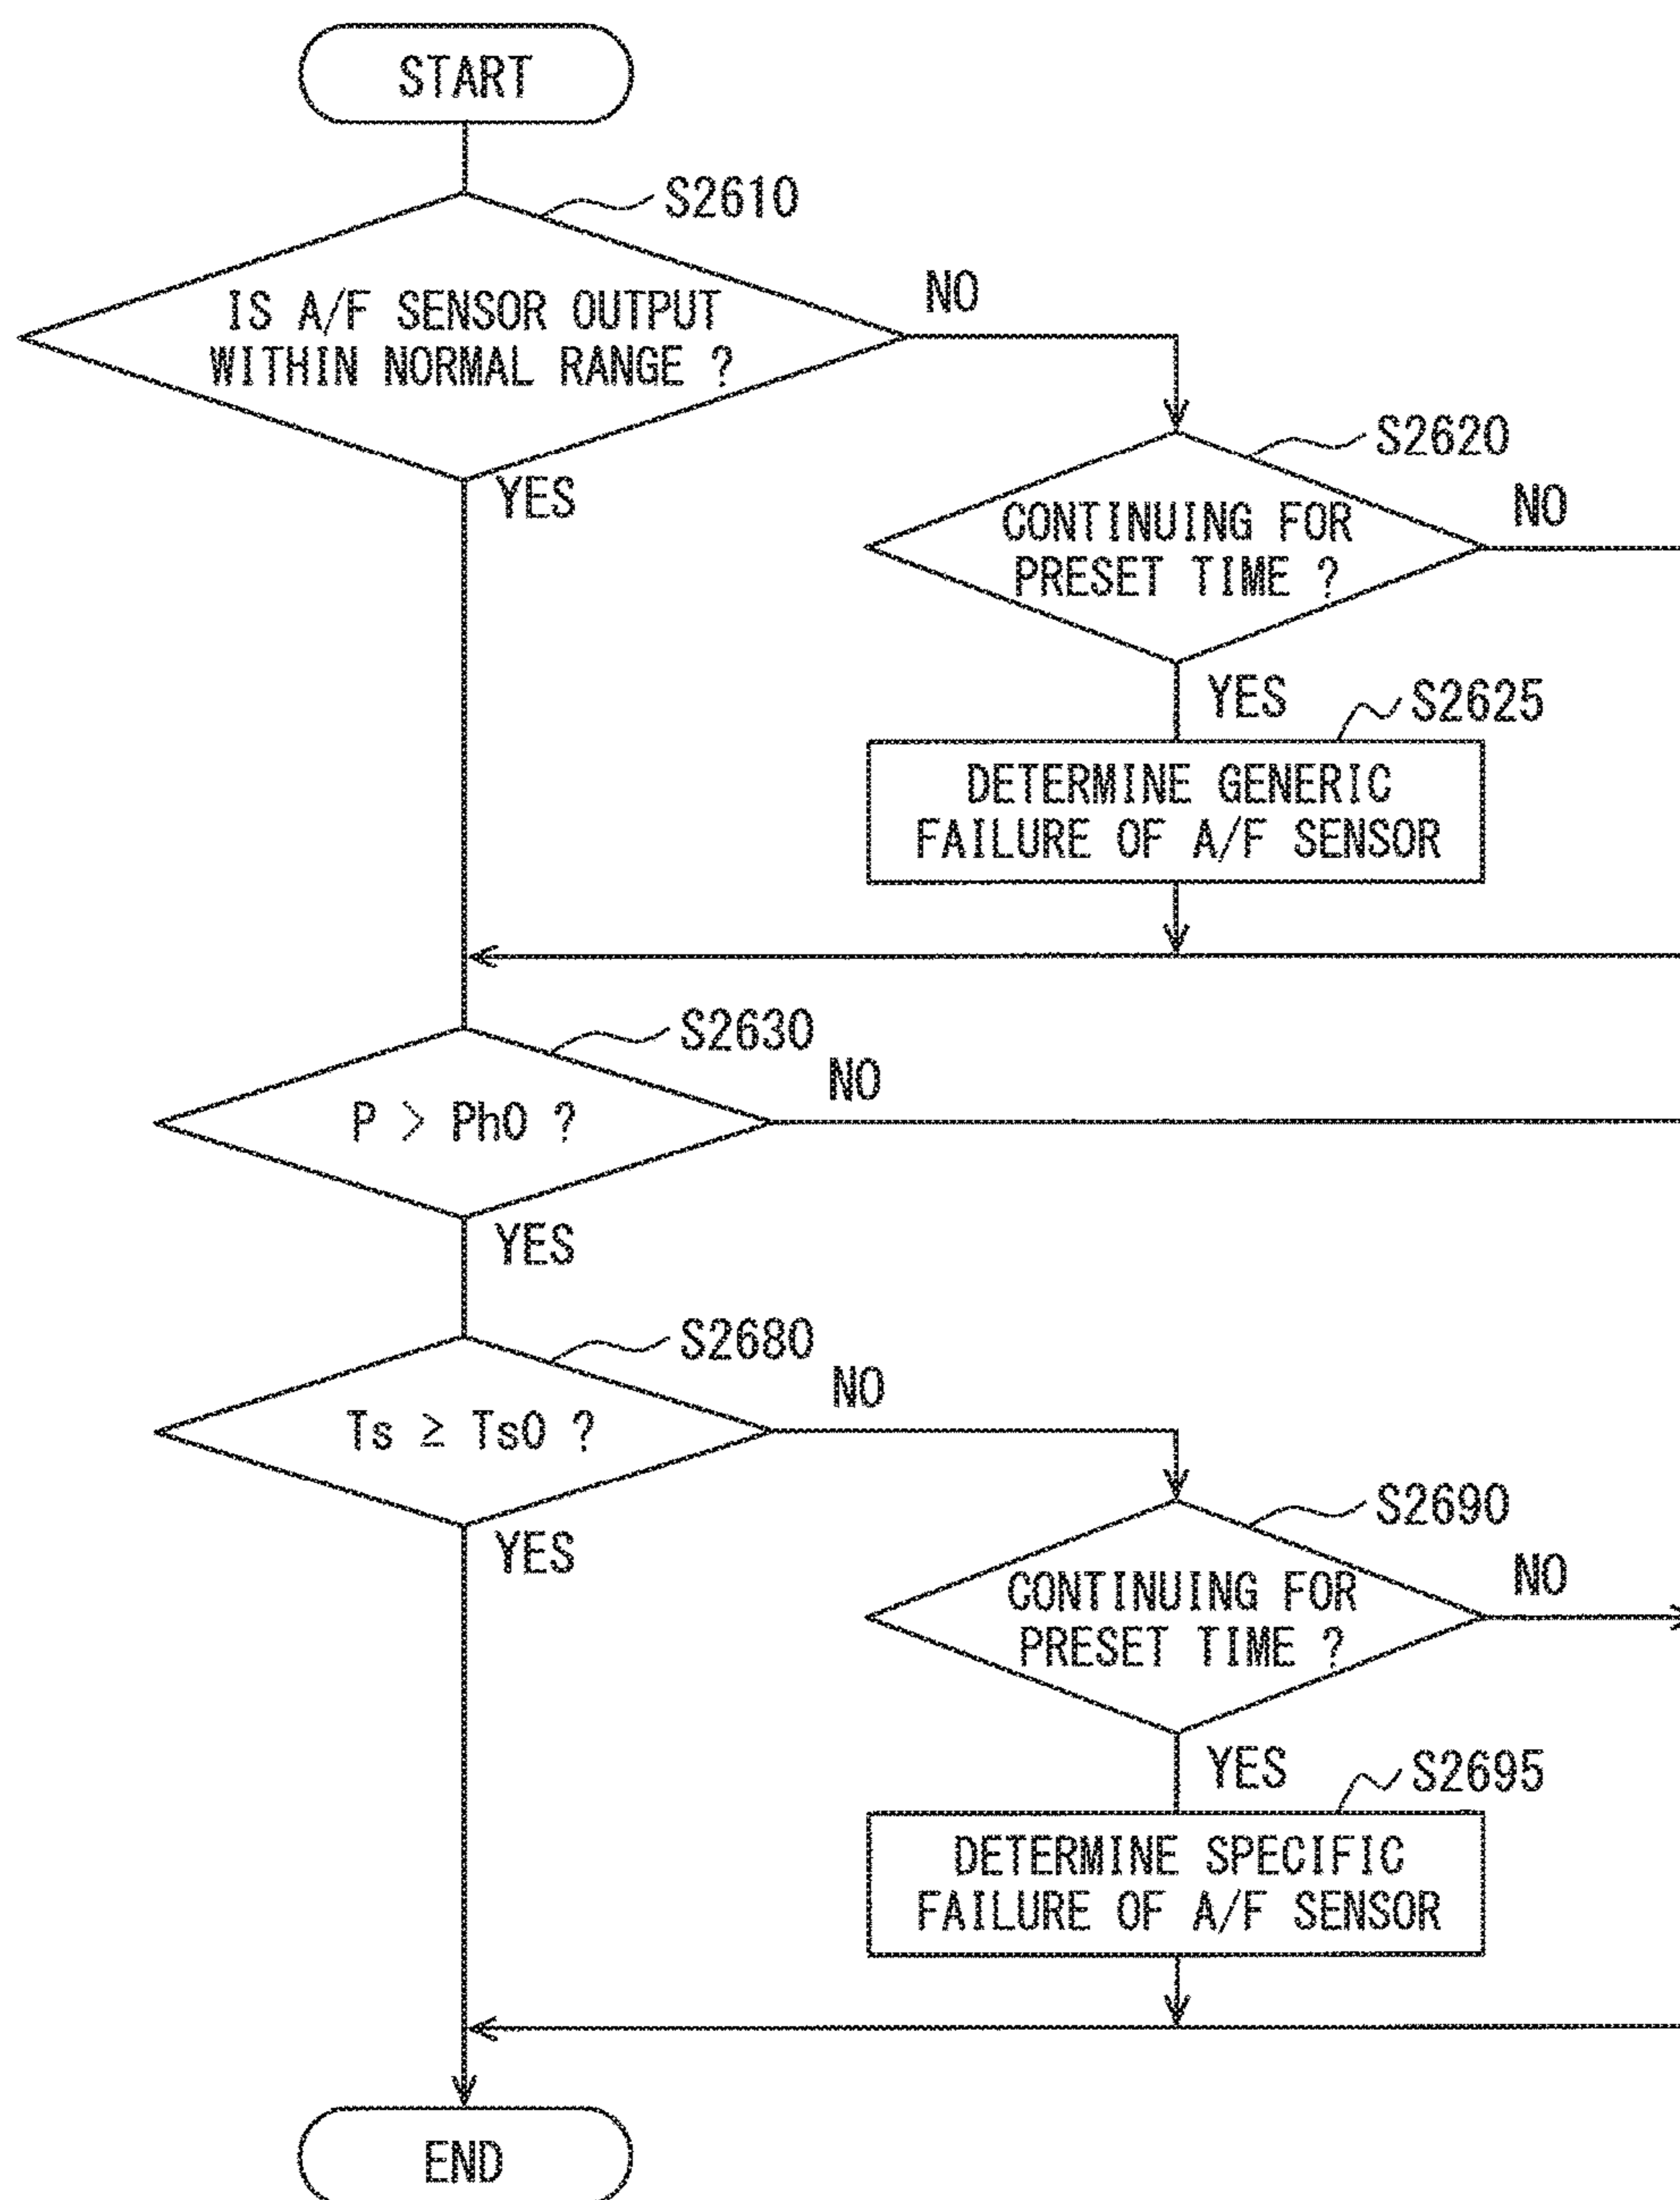 START
S2610
IS A/F SENSOR OUTPUT
WITHIN NORMAL RANGE ?
NO
YES
S2620
CONTINUING FOR
PRESET TIME ?
NO
YES
S2625
DETERMINE GENERIC
FAILURE OF A/F SENSOR
S2630
P > Ph0 ?
NO
YES
S2680
Ts ≥ Ts0 ?
NO
YES
S2690
CONTINUING FOR
PRESET TIME ?
NO
YES
S2695
DETERMINE SPECIFIC
FAILURE OF A/F SENSOR
END